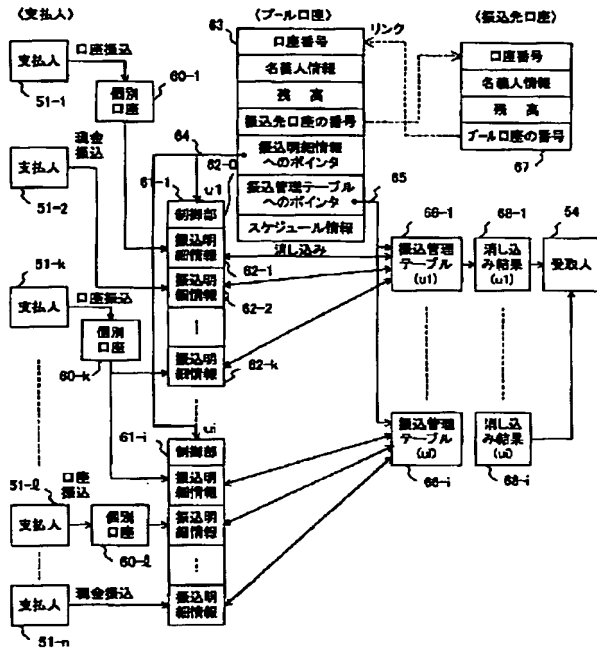 〈支払人〉
〈プール口座〉
〈振込先口座〉
63
リンク
口座番号
名義人情報
残 高
振込先口座の番号
振込明細情報
へのポインタ
振込管理テーブル
へのポインタ
スケジュール情報
口座番号
名義人情報
残 高
プール口座の番号
67
支払人
51-1
口座振込
個別
口座
60-1
支払人
51-2
現金
振込
64
62-0
61-1
u1
制御部
振込明
細情報
62-1
振込明
細情報
62-2
振込明
細情報
62-k
消し込み
65
66-1
振込管理
テーブル
(u1)
68-1
消し込
み結果
(u1)
54
受取人
51-k
支払人
口座振込
個別
口座
60-k
61-i
ui
制御部
振込明
細情報
振込明
細情報
振込明
細情報
振込管理
テーブル
(ui)
66-i
消し込
み結果
(ui)
68-i
51-ℓ
口座
振込
支払人
個別
口座
60-ℓ
支払人
現金振込
51-n